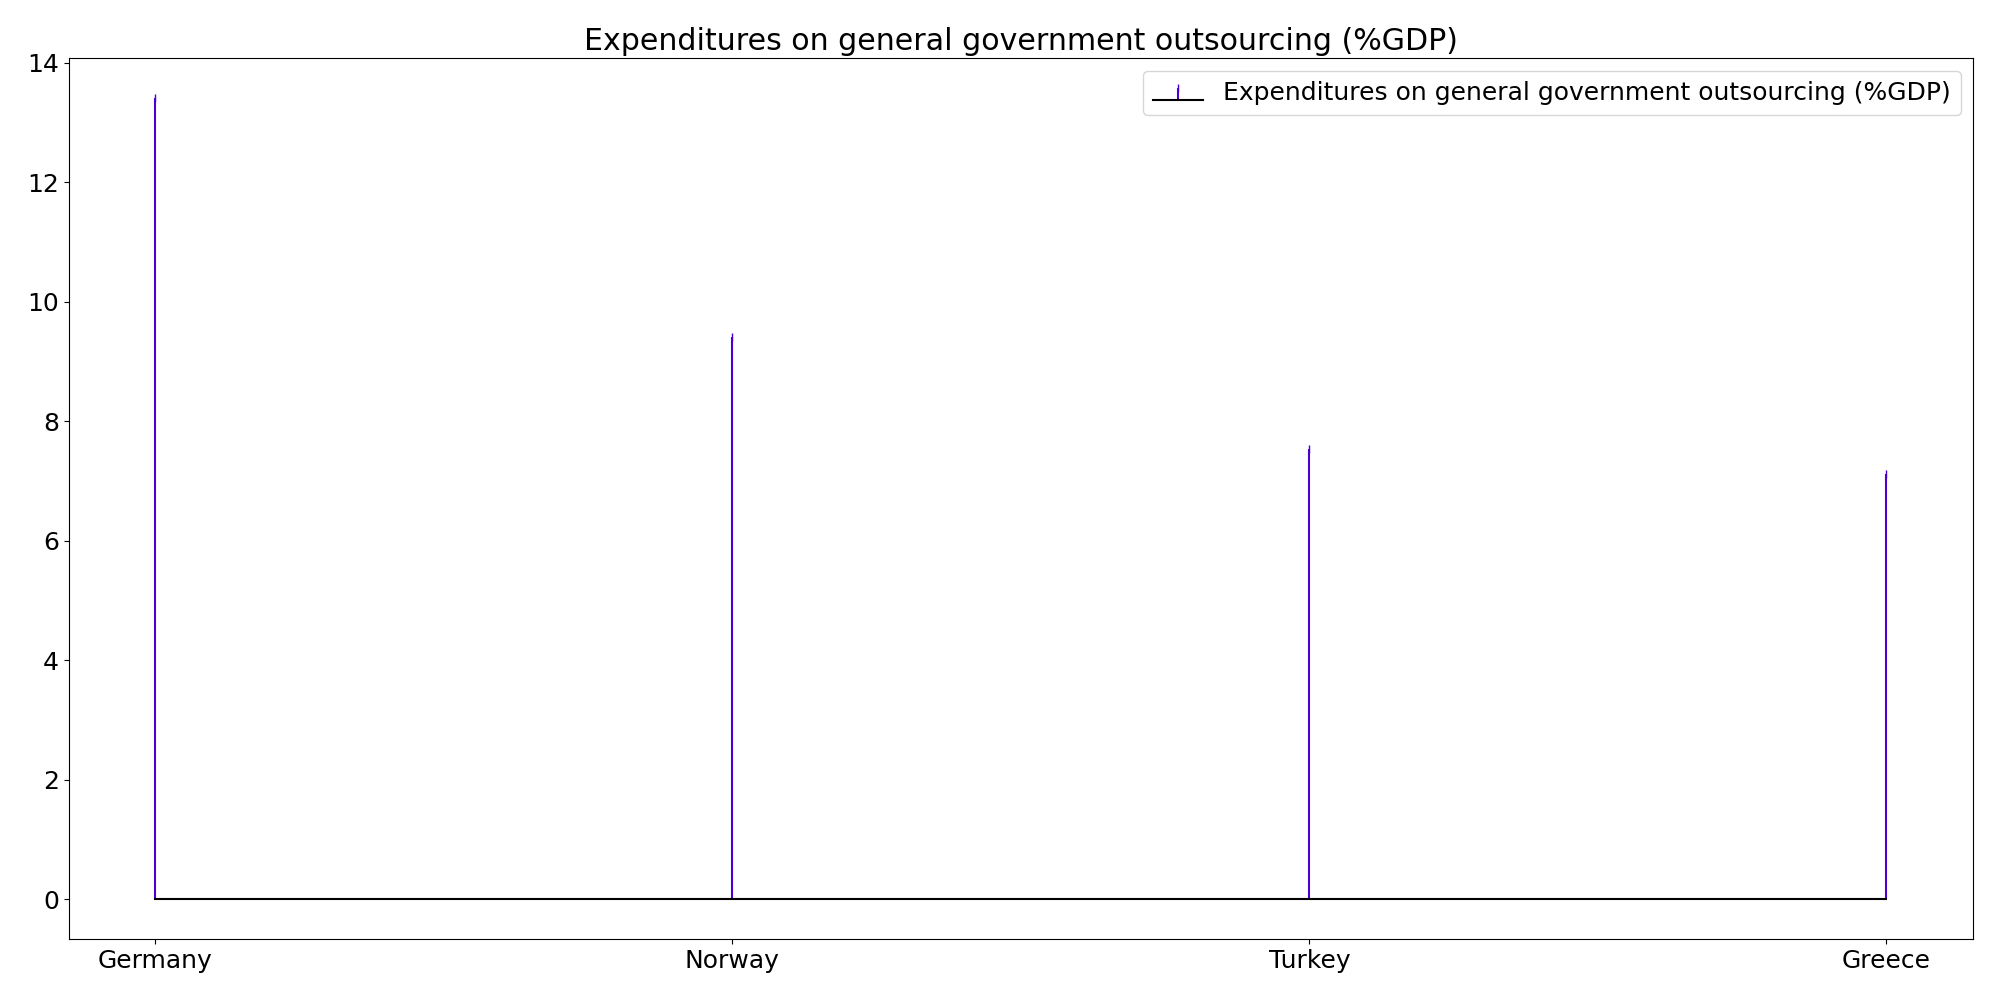 Expenditures on general government outsourcing (%GDP)
Expenditures on general government outsourcing (%GDP)
14
12
10
8
6
4
2
0
Germany Norway Turkey Greece